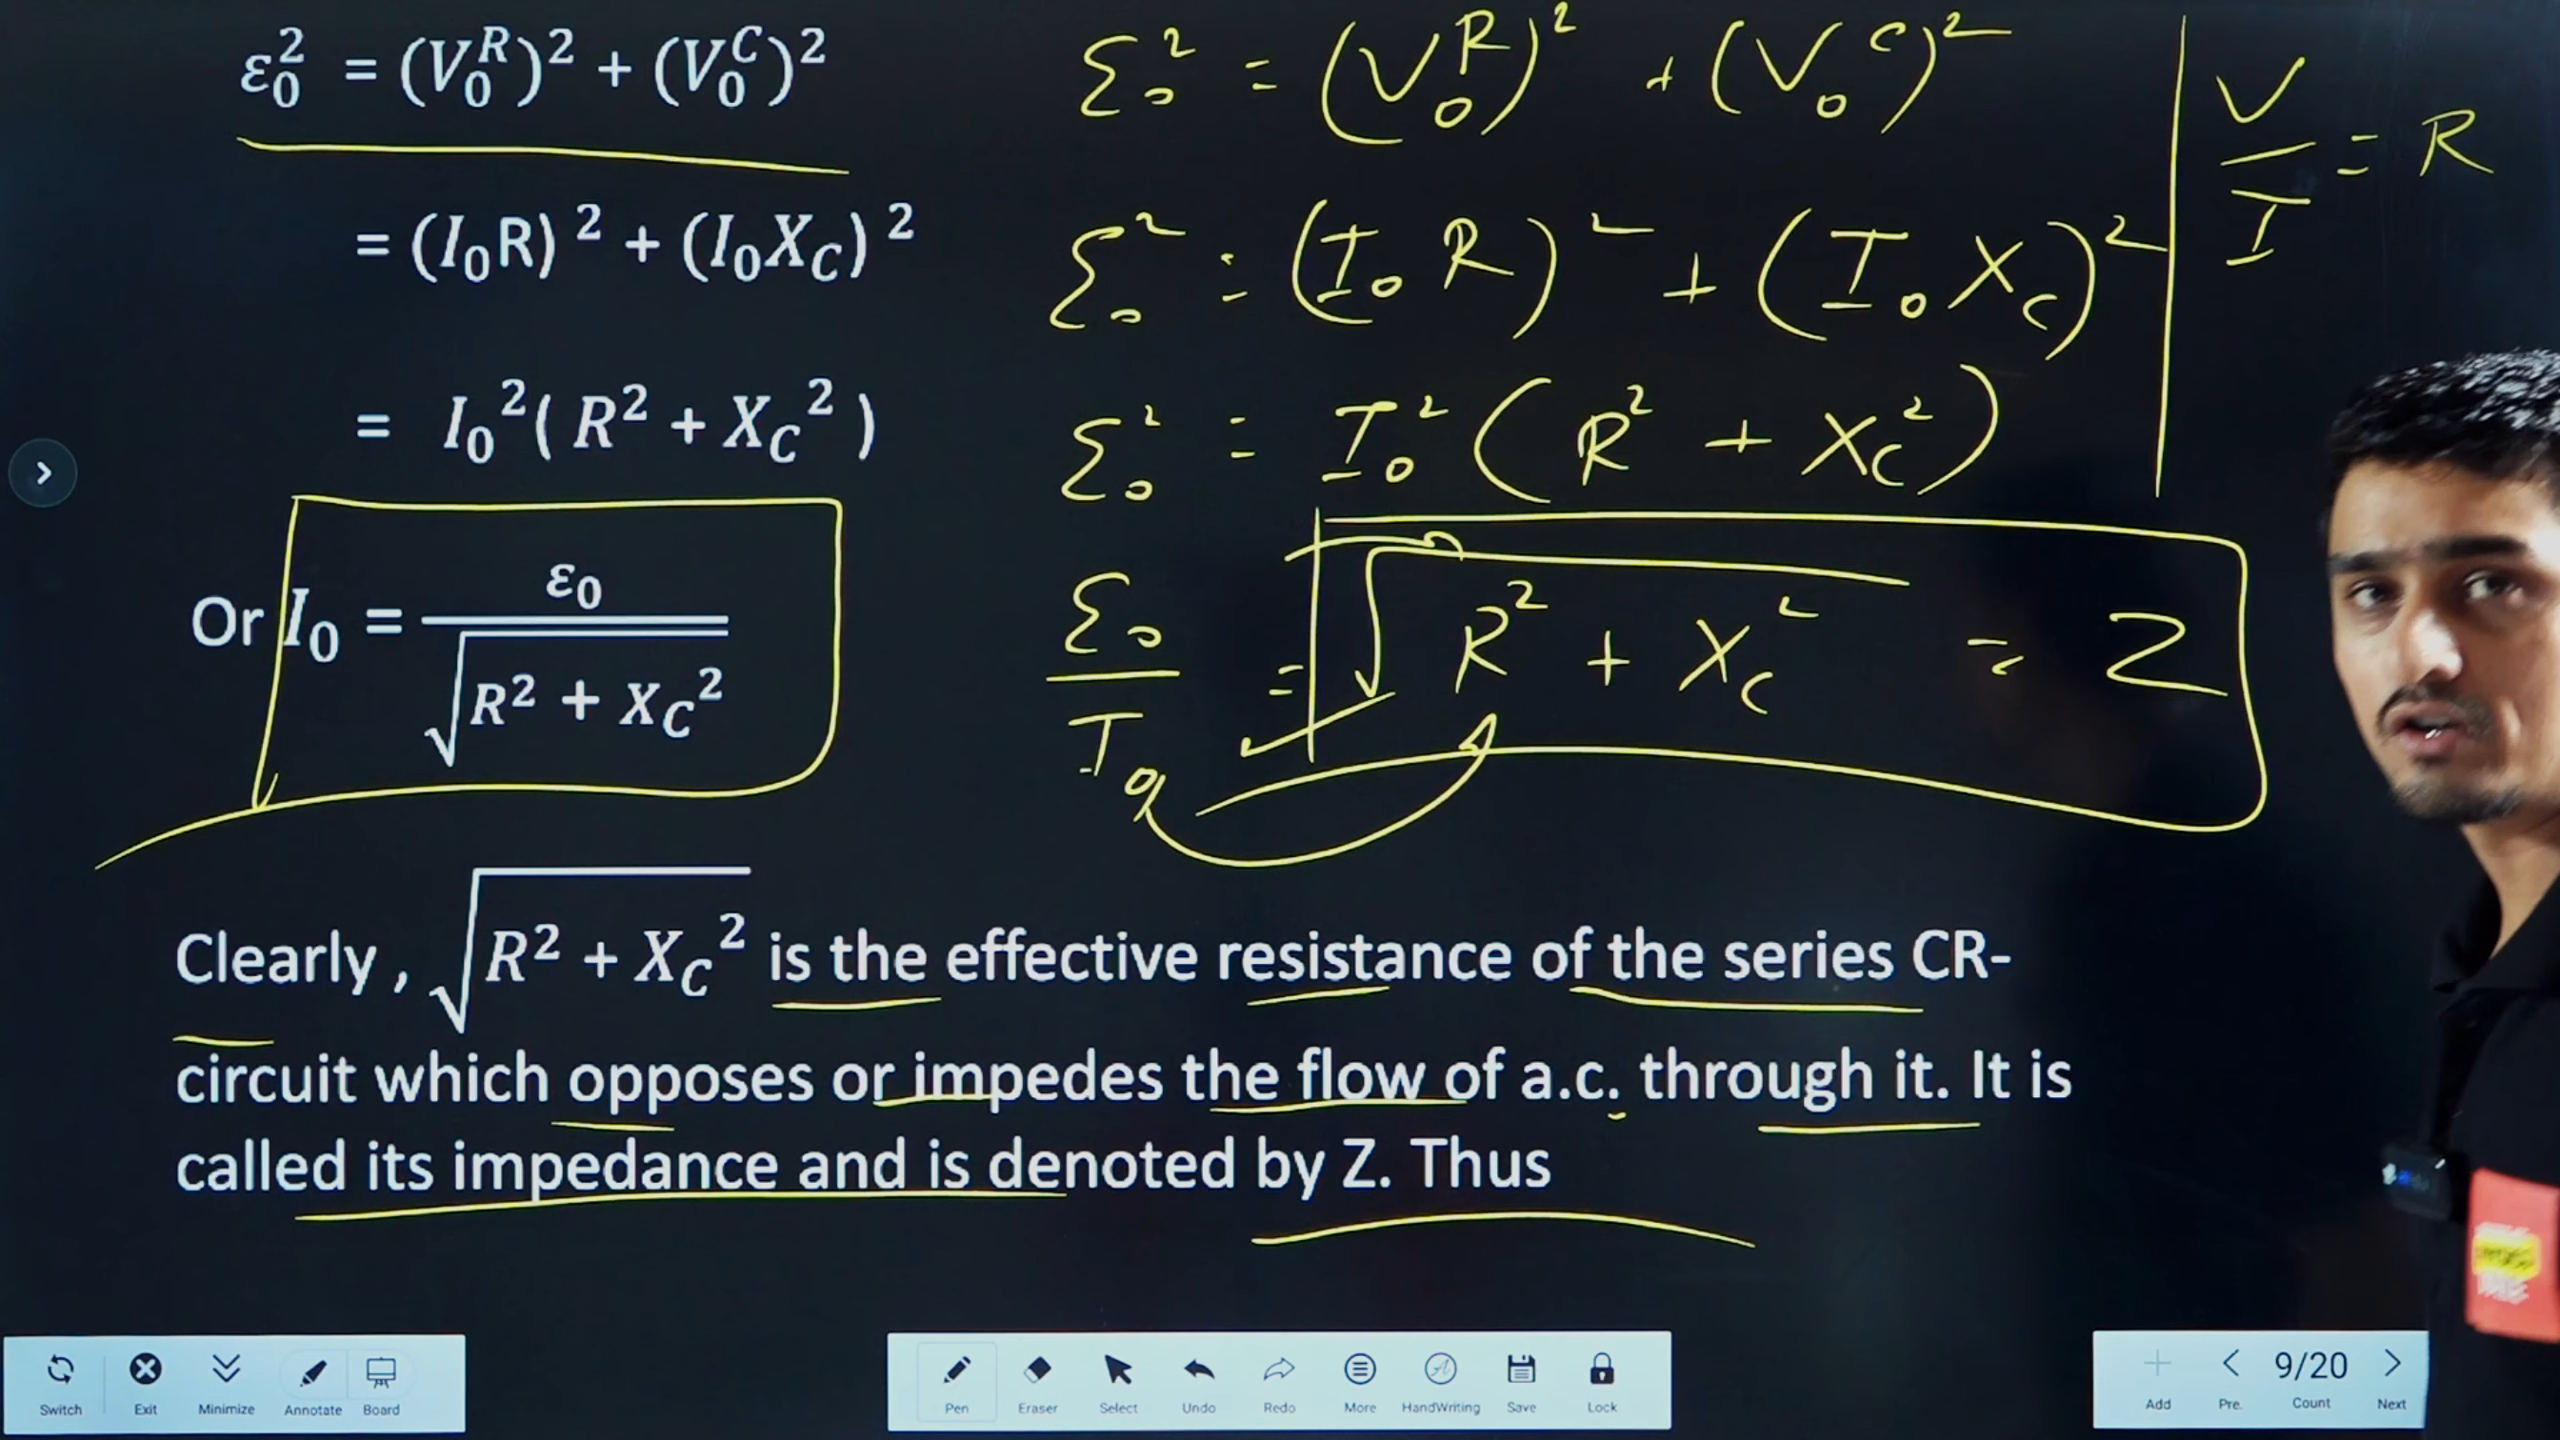 ε₀² = (V₀ᴿ)² + (V₀ᶜ)²
= (I₀R)² + (I₀X_C)²
= I₀²( R² + X_C² )
Or I₀ = ε₀ / √(R² + X_C²)
ε₀² = (V₀ᴿ)² + (V₀ᶜ)²
ε₀² = (I₀R)² + (I₀X_C)²
ε₀² = I₀² (R² + X_C²)
ε₀ / I₀ = √(R² + X_C²) = Z
V / I = R
Clearly , √(R² + X_C²) is the effective resistance of the series CR-
circuit which opposes or impedes the flow of a.c. through it. It is
called its impedance and is denoted by Z. Thus
Switch Exit Minimize Annotate Board
Pen Eraser Select Undo Redo More HandWriting Save Lock
9/20
Add Pre. Count Next